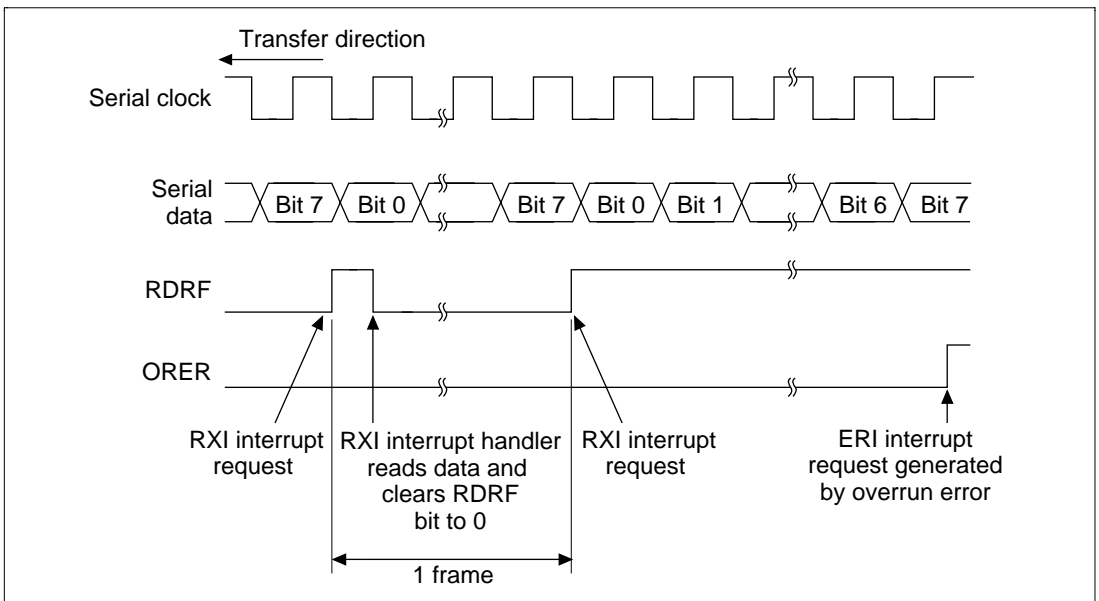 Transfer direction
Serial clock
Serial
data
Bit 7 Bit 0 Bit 7 Bit 0 Bit 1 Bit 6 Bit 7
RDRF
ORER
RXI interrupt
request
RXI interrupt handler
reads data and
clears RDRF
bit to 0
RXI interrupt
request
ERI interrupt
request generated
by overrun error
1 frame